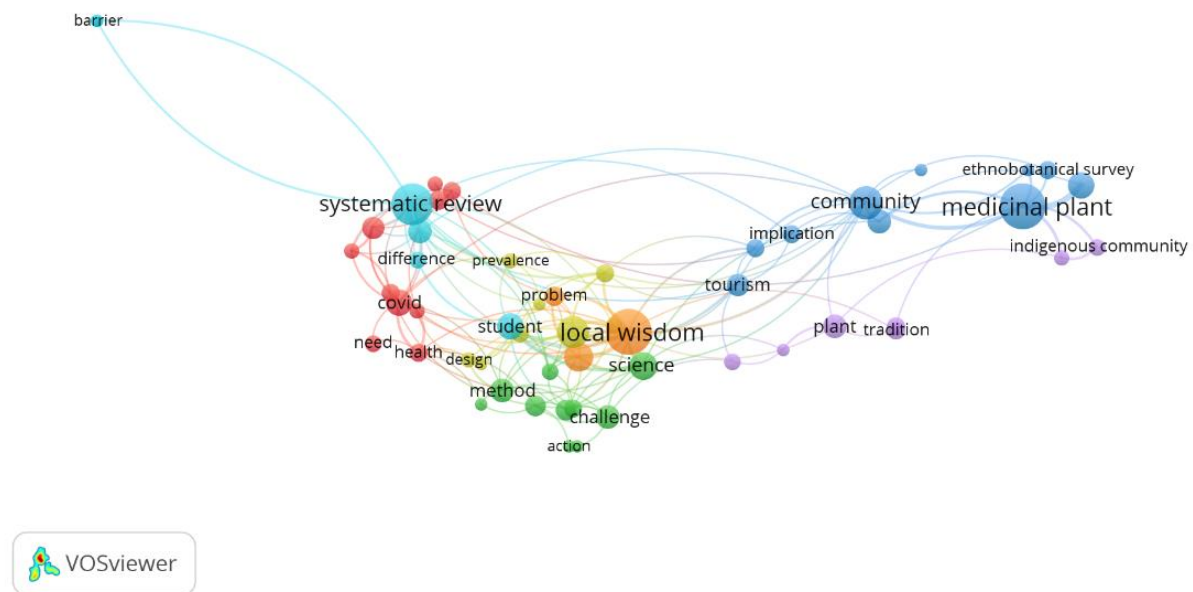 barrier
ethnobotanical survey
systematic review
community
medicinal plant
implication
indigenous community
difference
prevalence
tourism
problem
covid
student
local wisdom
plant
tradition
need
health
design
science
method
challenge
action
VOSviewer